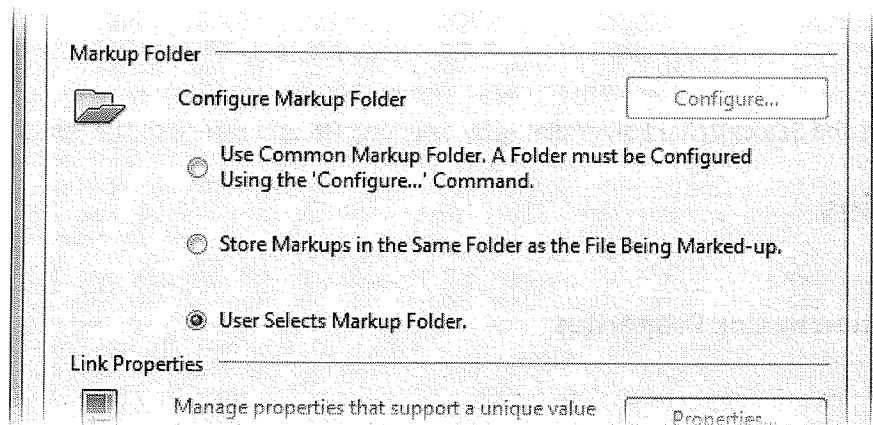 Markup Folder
Configure Markup Folder
Configure...
Use Common Markup Folder. A Folder must be Configured
Using the 'Configure...' Command.
Store Markups in the Same Folder as the File Being Marked-up.
User Selects Markup Folder.
Link Properties
Manage properties that support a unique value
Properties...